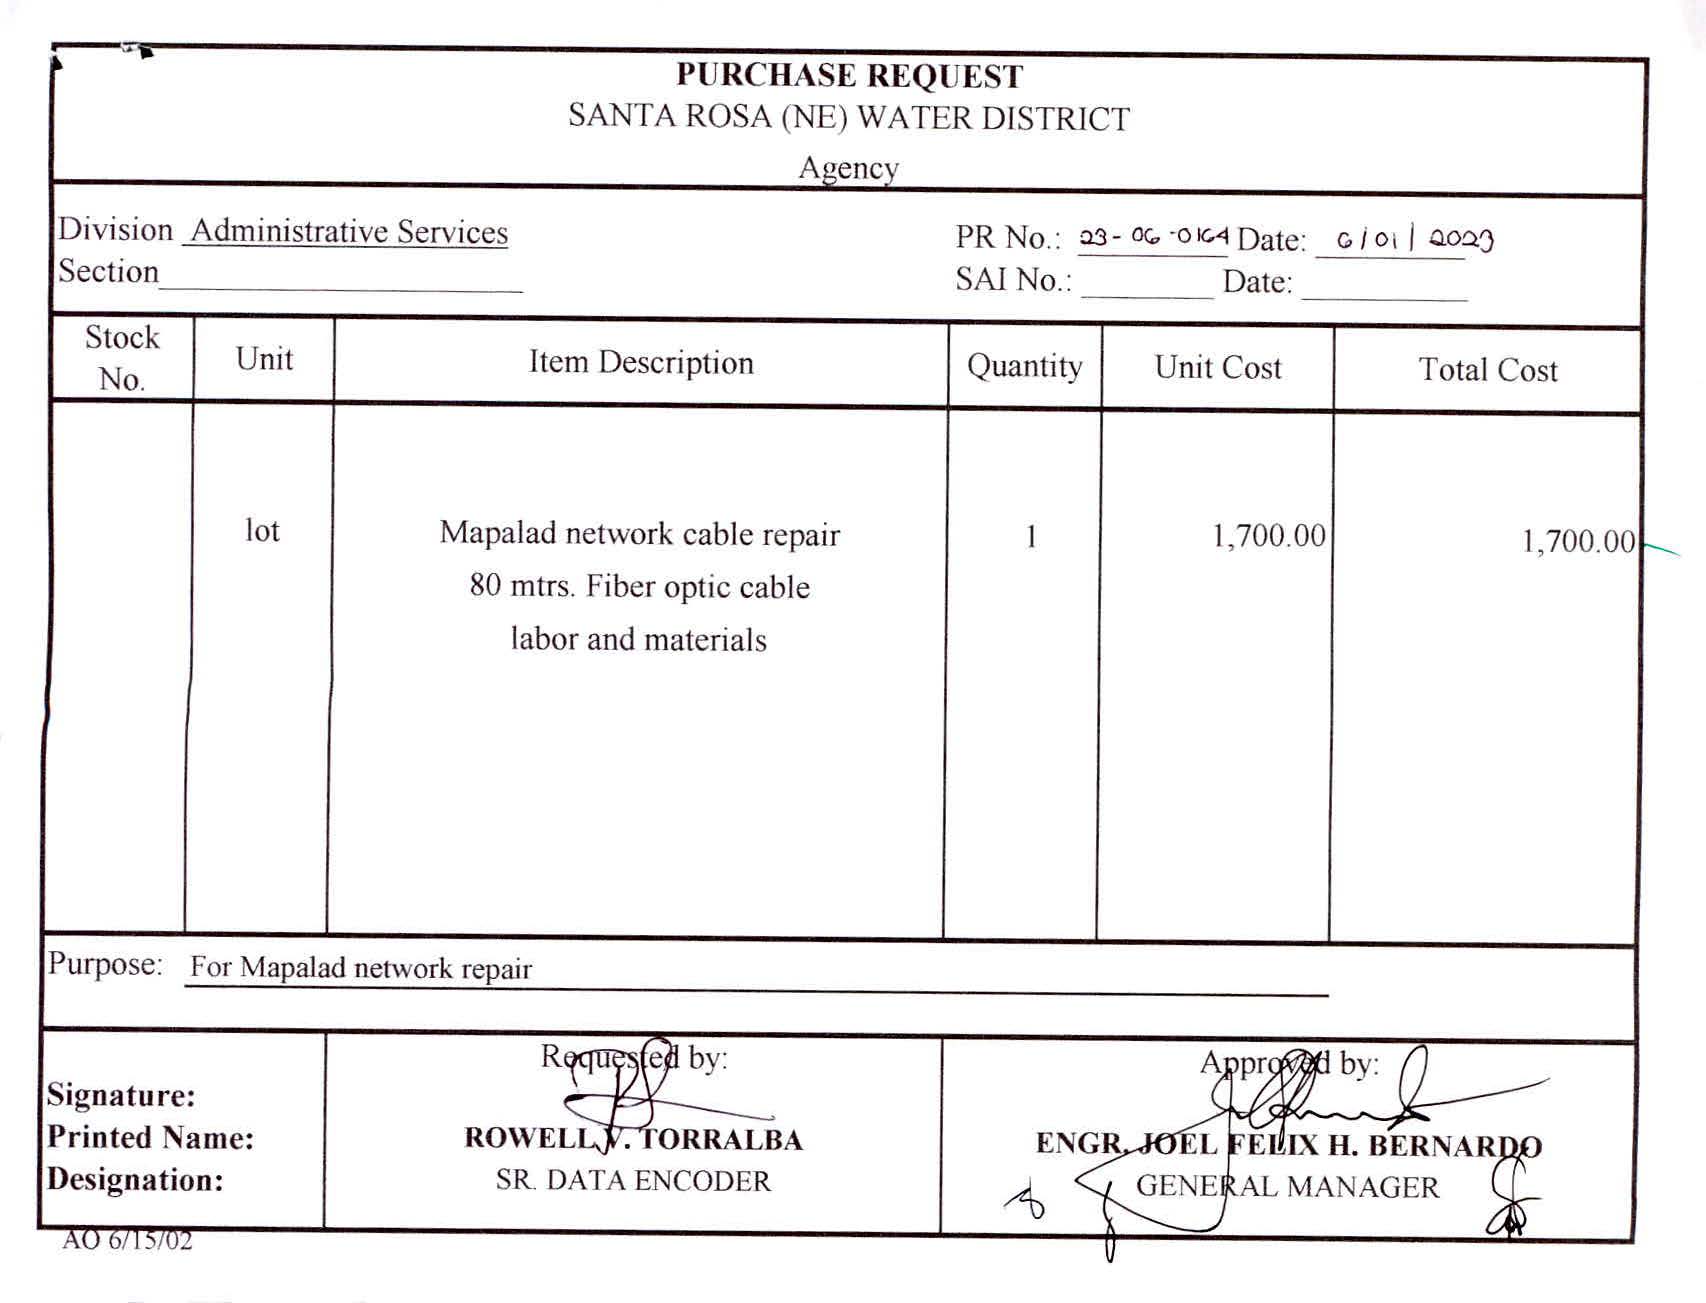 PURCHASE REQUEST
SANTA ROSA (NE) WATER DISTRICT
Agency
Division Administrative Services
PR No.: 23-06-0164 Date: 6/01/2023
Section
SAI No.: Date:
Stock No. Unit Item Description Quantity Unit Cost Total Cost
lot Mapalad network cable repair 1 1,700.00 1,700.00
80 mtrs. Fiber optic cable
labor and materials
Purpose: For Mapalad network repair
Requested by: Approved by:
Signature:
Printed Name: ROWELL V. TORRALBA ENGR. JOEL FELIX H. BERNARDO
Designation: SR. DATA ENCODER GENERAL MANAGER
AO 6/15/02